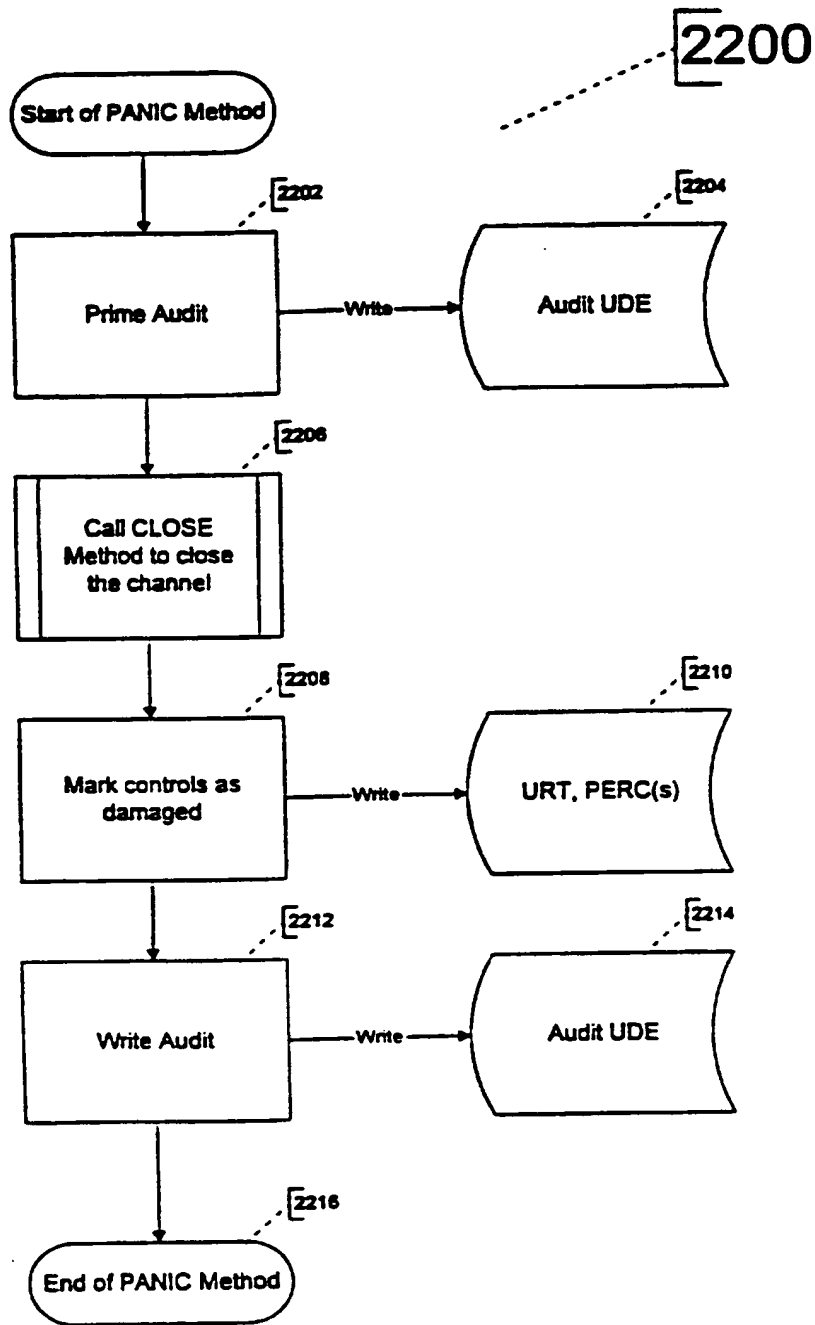 2200
Start of PANIC Method
2202
2204
Prime Audit
Write
Audit UDE
2206
Call CLOSE
Method to close
the channel
2208
2210
Mark controls as
damaged
Write
URT, PERC(s)
2212
2214
Write Audit
Write
Audit UDE
2216
End of PANIC Method